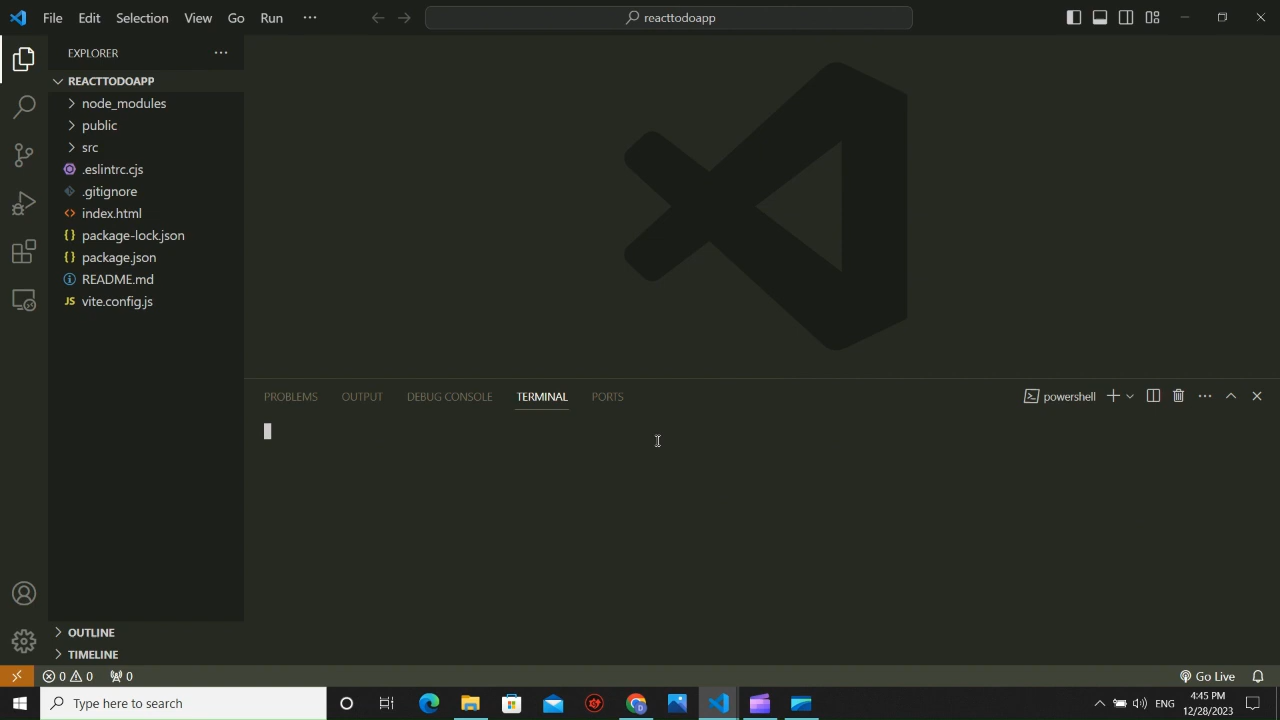 File Edit Selection View Go Run ···
reacttodoapp
EXPLORER
REACTTODOAPP
node_modules
public
src
.eslintrc.cjs
.gitignore
<> index.html
{} package-lock.json
{} package.json
README.md
JS vite.config.js
PROBLEMS OUTPUT DEBUG CONSOLE TERMINAL PORTS
powershell
OUTLINE
TIMELINE
0 0 0
Go Live
Type here to search
ENG
4:45 PM
12/28/2023